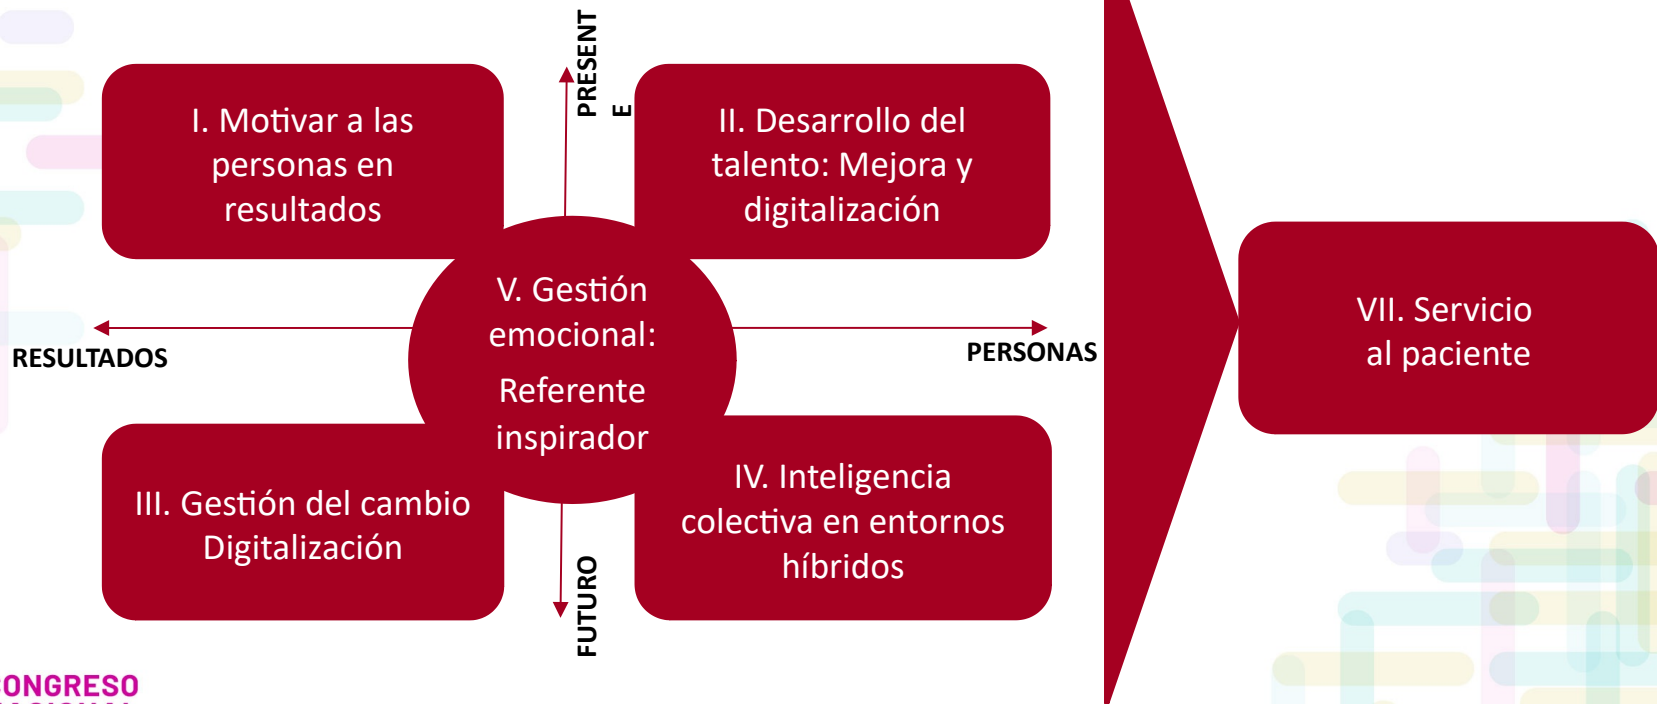 PRESENT
E
I. Motivar a las
personas en
resultados
II. Desarrollo del
talento: Mejora y
digitalización
V. Gestión
emocional:
Referente
inspirador
RESULTADOS
PERSONAS
III. Gestión del cambio
Digitalización
IV. Inteligencia
colectiva en entornos
híbridos
FUTURO
VII. Servicio
al paciente
CONGRESO